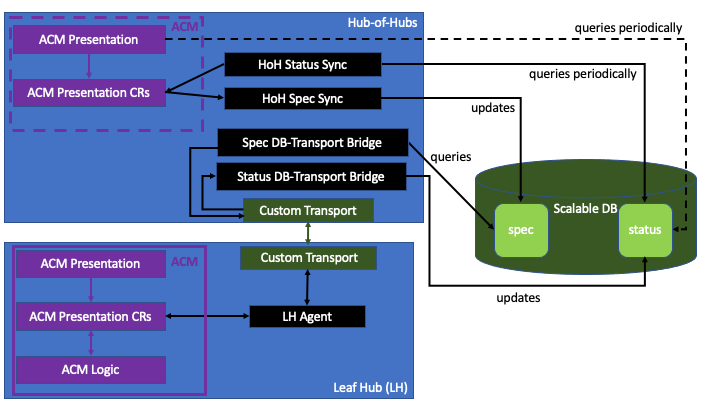 Hub-of-Hubs
ACM
ACM Presentation
queries periodically
HoH Status Sync
queries periodically
ACM Presentation CRs
HoH Spec Sync
updates
Spec DB-Transport Bridge
queries
Status DB-Transport Bridge
Custom Transport
Scalable DB
spec
status
Custom Transport
ACM Presentation
ACM
updates
ACM Presentation CRs
LH Agent
ACM Logic
Leaf Hub (LH)